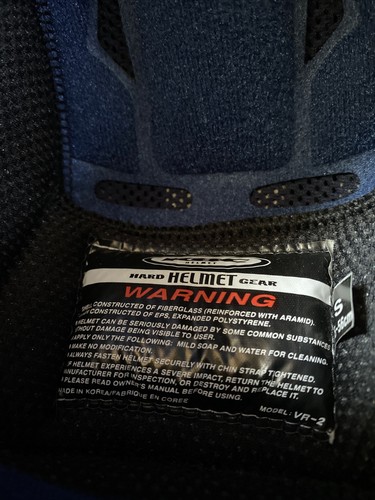 HELMET
HARD HELMET GEAR
WARNING
CONSTRUCTED OF FIBERGLASS (REINFORCED WITH ARAMID).
CONSTRUCTED OF EPS, EXPANDED POLYSTYRENE.
HELMET CAN BE SERIOUSLY DAMAGED BY SOME COMMON SUBSTANCES
WITHOUT DAMAGE BEING VISIBLE TO USER.
APPLY ONLY THE FOLLOWING: MILD SOAP AND WATER FOR CLEANING.
MAKE NO MODIFICATION.
ALWAYS FASTEN HELMET SECURELY WITH CHIN STRAP TIGHTENED.
IF HELMET EXPERIENCES A SEVERE IMPACT, RETURN THE HELMET TO
MANUFACTURER FOR INSPECTION, OR DESTROY AND REPLACE IT.
PLEASE READ OWNER'S MANUAL BEFORE USING.
MADE IN KOREA/FABRIQUE EN COREE
MODEL: VR-2
S